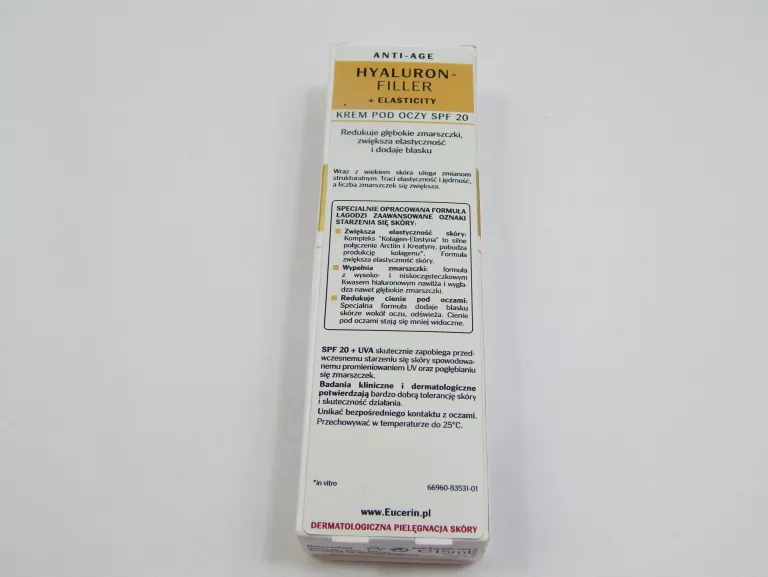 ANTI-AGE
HYALURON-
FILLER
+ ELASTICITY
KREM POD OCZY SPF 20
Redukuje głębokie zmarszczki,
zwiększa elastyczność
i dodaje blasku
Wraz z wiekiem skóra ulega zmianom
strukturalnym. Traci elastyczność i jędrność,
a liczba zmarszczek się zwiększa.
SPECJALNIE OPRACOWANA FORMUŁA
ŁAGODZI ZAAWANSOWANE OZNAKI
STARZENIA SIĘ SKÓRY:
Zwiększa elastyczność skóry:
Kompleks "Kolagen-Elastyna" to silne
połączenie Arctiin i Kreatyny, pobudza
produkcję kolagenu*. Formuła
zwiększa elastyczność skóry.
Wypełnia zmarszczki: formuła
z wysoko- i niskocząsteczkowym
Kwasem hialuronowym nawilża i wygła-
dza nawet głębokie zmarszczki.
Redukuje cienie pod oczami:
Specjalna formuła dodaje blasku
skórze wokół oczu, odświeża. Cienie
pod oczami stają się mniej widoczne.
SPF 20 + UVA skutecznie zapobiega przed-
wczesnemu starzeniu się skóry spowodowa-
nemu promieniowaniem UV oraz pogłębianiu
się zmarszczek.
Badania kliniczne i dermatologiczne
potwierdzają bardzo dobrą tolerancję skóry
i skuteczność działania.
Unikać bezpośredniego kontaktu z oczami.
Przechowywać w temperaturze do 25°C.
*in vitro
66960-83531-01
www.Eucerin.pl
DERMATOLOGICZNA PIELĘGNACJA SKÓRY